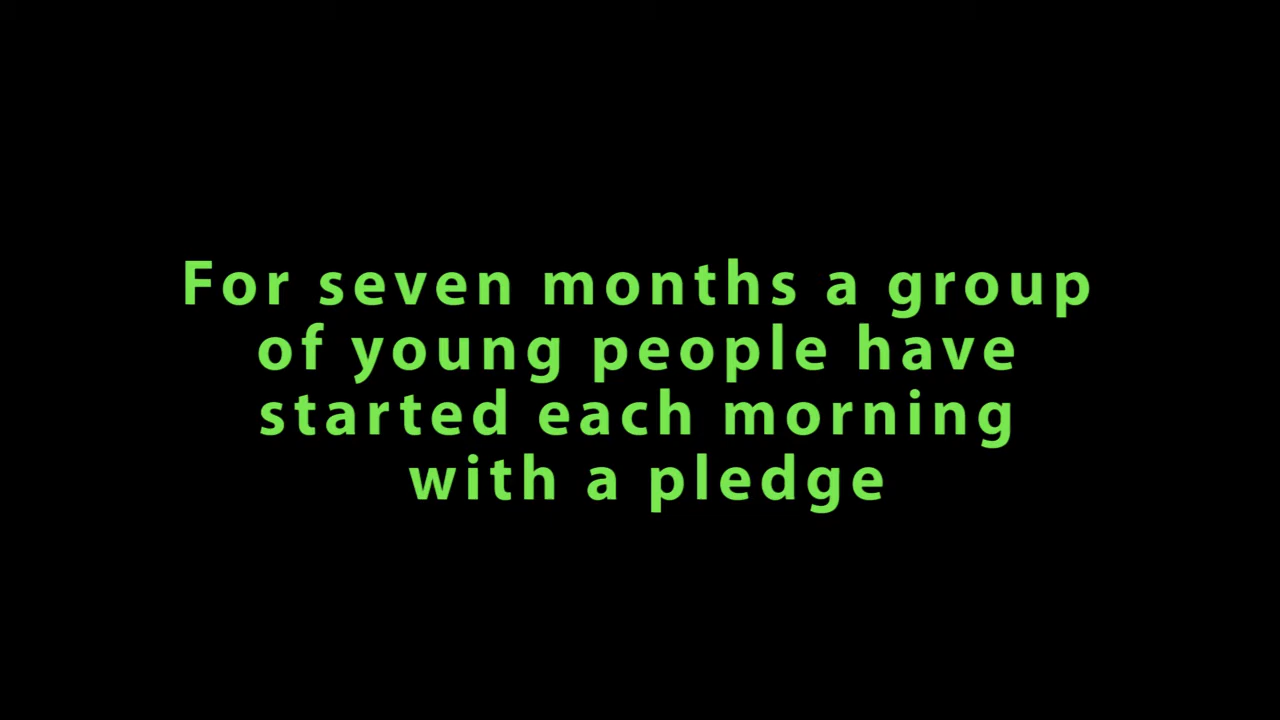 For seven months a group
of young people have
started each morning
with a pledge